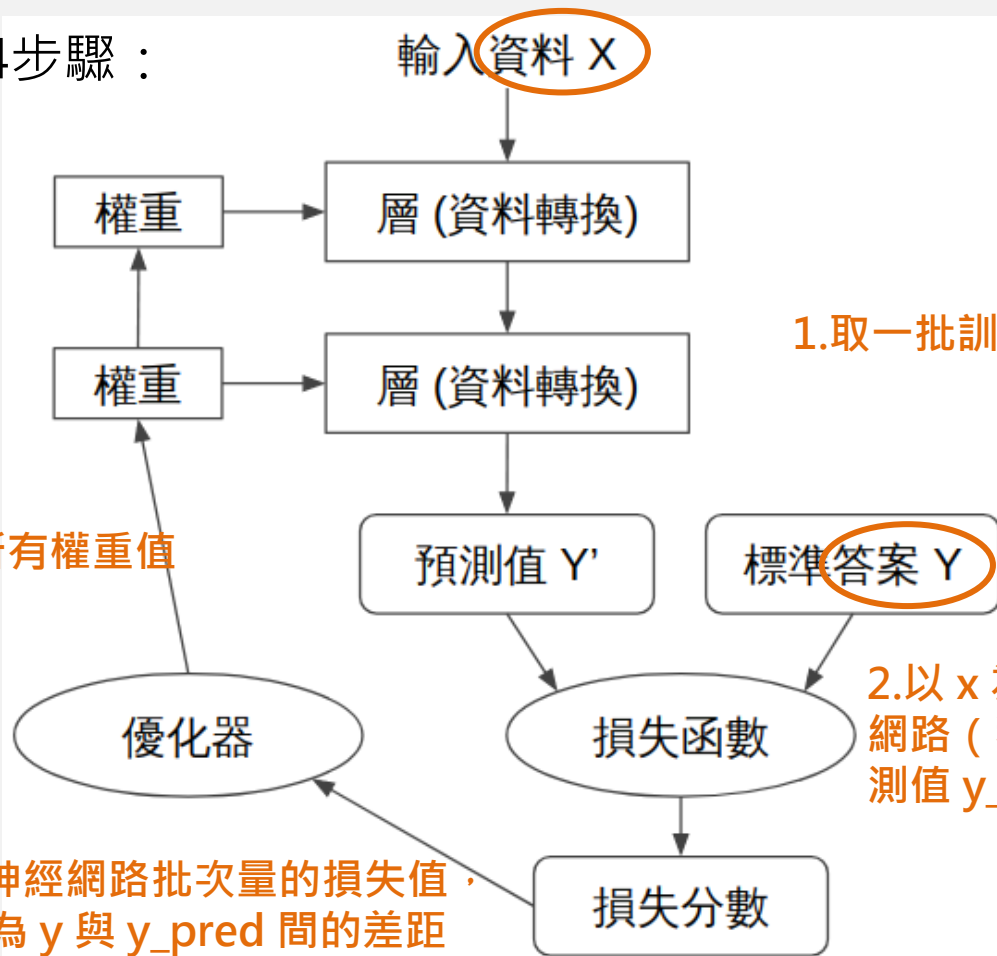 步驟：
輸入資料 X
權重
層 (資料轉換)
1.取一批訓
權重
層 (資料轉換)
有權重值
預測值 Y’
標準答案 Y
2.以 x
網路（
測值 y_
優化器
損失函數
神經網路批次量的損失值，
為 y 與 y_pred 間的差距
損失分數